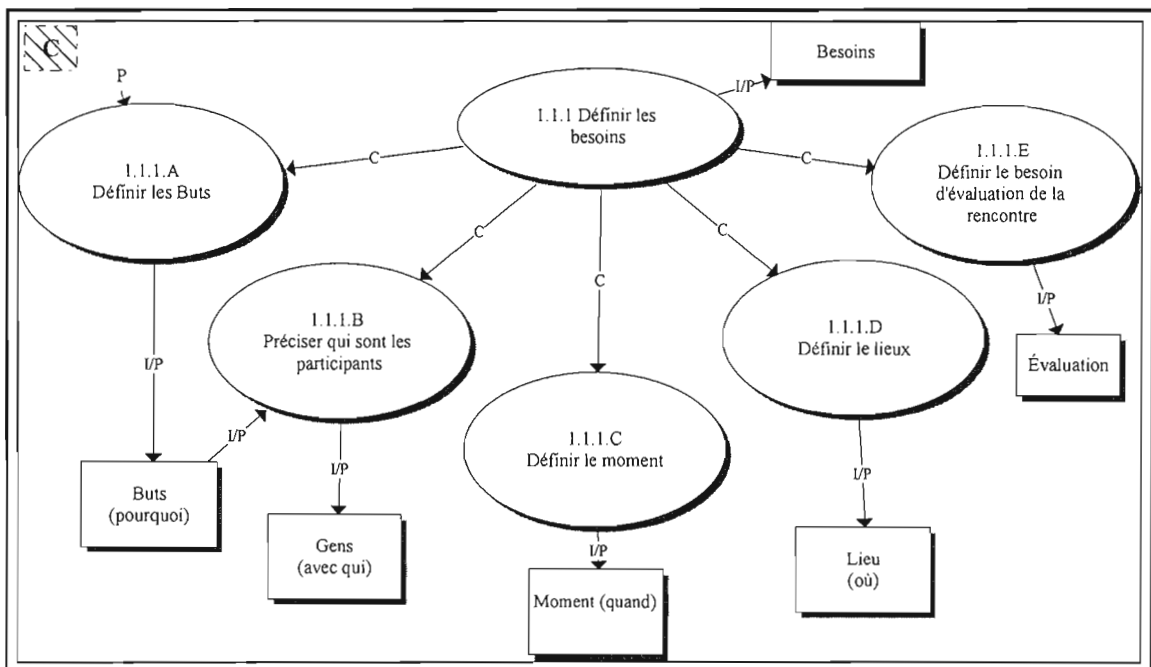 C
Besoins
P
I/P
1.1.1 Définir les
besoins
C
C
1.1.1.A
Définir les Buts
1.1.1.E
Définir le besoin
d'évaluation de la
rencontre
C
C
C
I/P
1.1.1.B
Préciser qui sont les
participants
1.1.1.D
Définir le lieux
I/P
Évaluation
I/P
1.1.1.C
Définir le moment
I/P
I/P
Buts
(pourquoi)
Gens
(avec qui)
I/P
I/P
Lieu
(où)
Moment (quand)